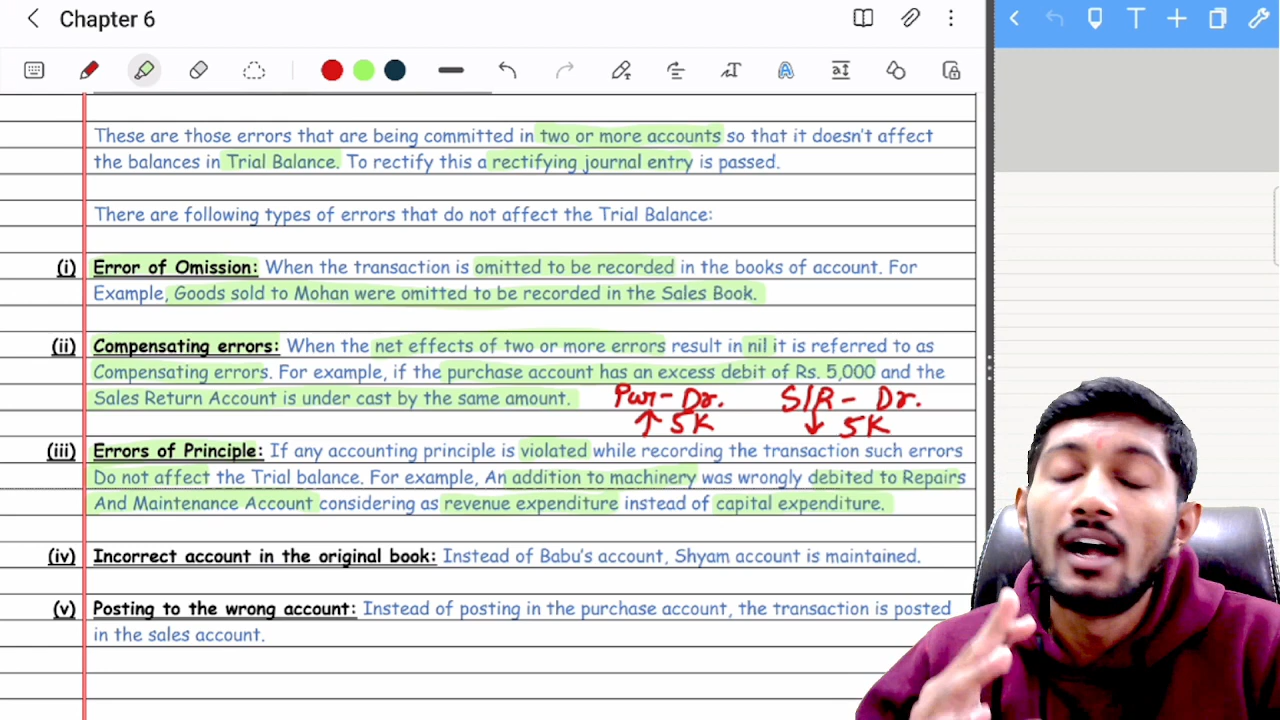 Chapter 6
These are those errors that are being committed in two or more accounts so that it doesn't affect
the balances in Trial Balance. To rectify this a rectifying journal entry is passed.
There are following types of errors that do not affect the Trial Balance:
(i) Error of Omission: When the transaction is omitted to be recorded in the books of account. For
Example, Goods sold to Mohan were omitted to be recorded in the Sales Book.
(ii) Compensating errors: When the net effects of two or more errors result in nil it is referred to as
Compensating errors. For example, if the purchase account has an excess debit of Rs. 5,000 and the
Sales Return Account is under cast by the same amount. Pur - Dr. S/R - Dr.
↑ 5K ↓ 5K
(iii) Errors of Principle: If any accounting principle is violated while recording the transaction such errors
Do not affect the Trial balance. For example, An addition to machinery was wrongly debited to Repairs
And Maintenance Account considering as revenue expenditure instead of capital expenditure.
(iv) Incorrect account in the original book: Instead of Babu's account, Shyam account is maintained.
(v) Posting to the wrong account: Instead of posting in the purchase account, the transaction is posted
in the sales account.